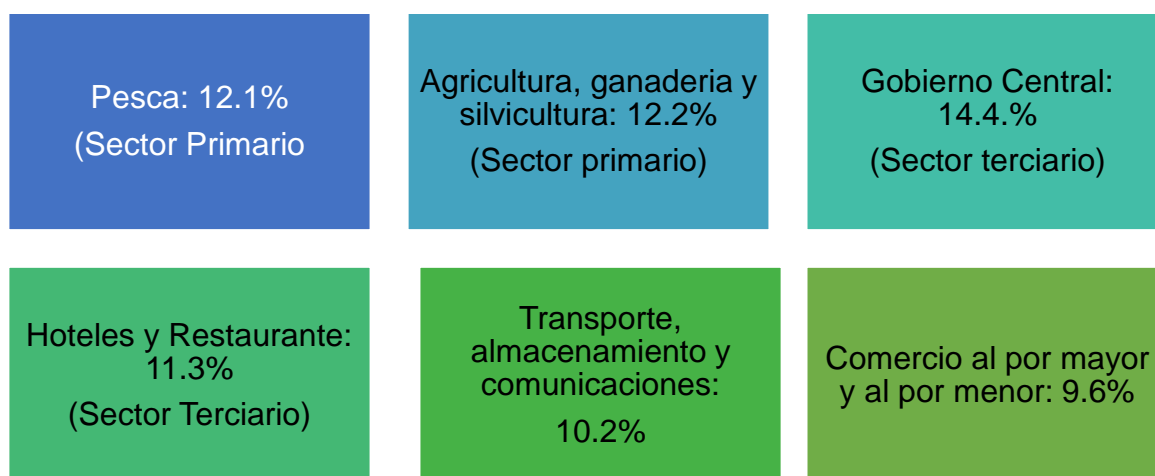 Pesca: 12.1%
(Sector Primario
Agricultura, ganaderia y
silvicultura: 12.2%
(Sector primario)
Gobierno Central:
14.4.%
(Sector terciario)
Hoteles y Restaurante:
11.3%
(Sector Terciario)
Transporte,
almacenamiento y
comunicaciones:
10.2%
Comercio al por mayor
y al por menor: 9.6%